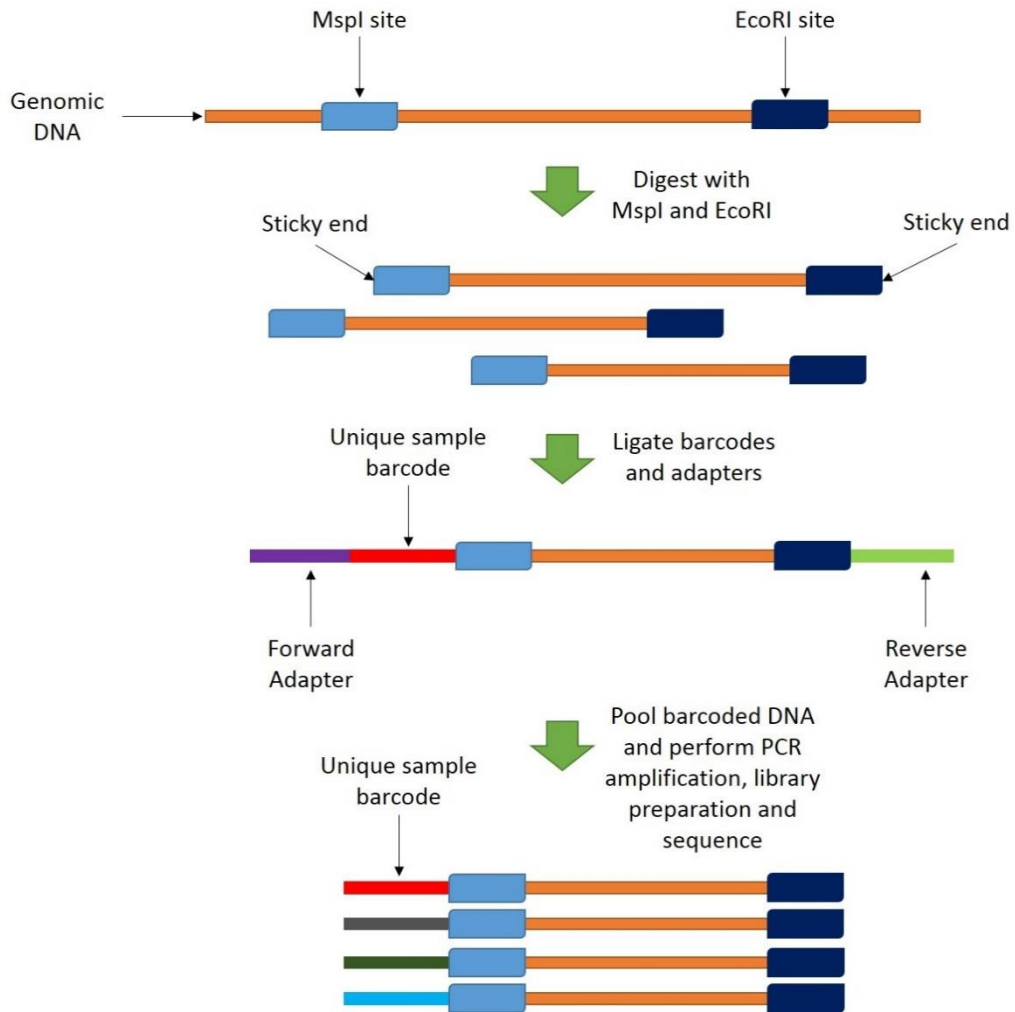 MspI site
EcoRI site
Genomic
DNA
Digest with
MspI and EcoRI
Sticky end
Sticky end
Unique sample
barcode
Ligate barcodes
and adapters
Forward
Adapter
Reverse
Adapter
Pool barcoded DNA
and perform PCR
amplification, library
preparation and
sequence
Unique sample
barcode